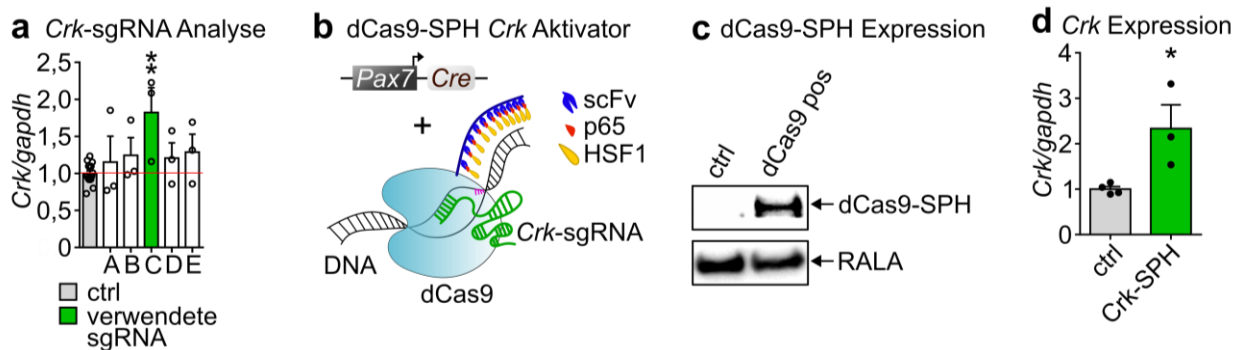 a Crk-sgRNA Analyse
Crk/gapdh
2,5
2,0
1,5
1,0
0,5
0
**
A B C D E
ctrl
verwendete
sgRNA
b dCas9-SPH Crk Aktivator
Pax7 Cre
+
scFv
p65
HSF1
Crk-sgRNA
DNA
dCas9
c dCas9-SPH Expression
ctrl
dCas9 pos
dCas9-SPH
RALA
d Crk Expression
Crk/gapdh
4
3
2
1
0
*
ctrl
Crk-SPH